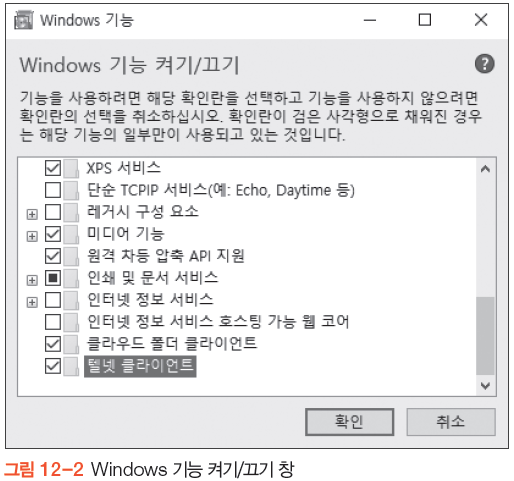 Windows 기능
Windows 기능 켜기/끄기
기능을 사용하려면 해당 확인란을 선택하고 기능을 사용하지 않으려면
확인란의 선택을 취소하십시오. 확인란이 검은 사각형으로 채워진 경우
는 해당 기능의 일부만이 사용되고 있는 것입니다.
XPS 서비스
단순 TCPIP 서비스(예: Echo, Daytime 등)
레거시 구성 요소
미디어 기능
원격 차등 압축 API 지원
인쇄 및 문서 서비스
인터넷 정보 서비스
인터넷 정보 서비스 호스팅 가능 웹 코어
클라우드 폴더 클라이언트
텔넷 클라이언트
확인
취소
그림 12-2 Windows 기능 켜기/끄기 창